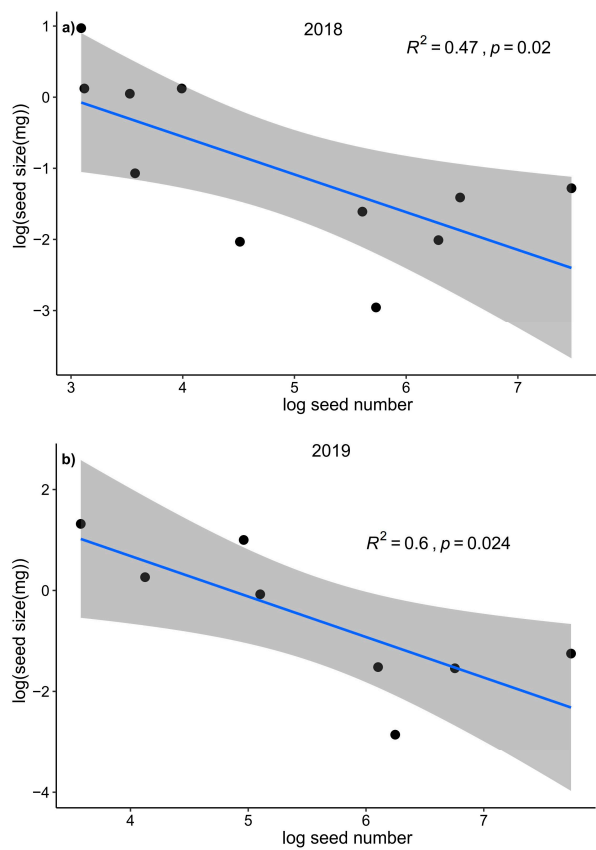 a)
2018
R² = 0.47 , p = 0.02
log(seed size(mg))
1
0
−1
−2
−3
3 4 5 6 7
log seed number
b)
2019
R² = 0.6 , p = 0.024
log(seed size(mg))
2
0
−2
−4
4 5 6 7
log seed number